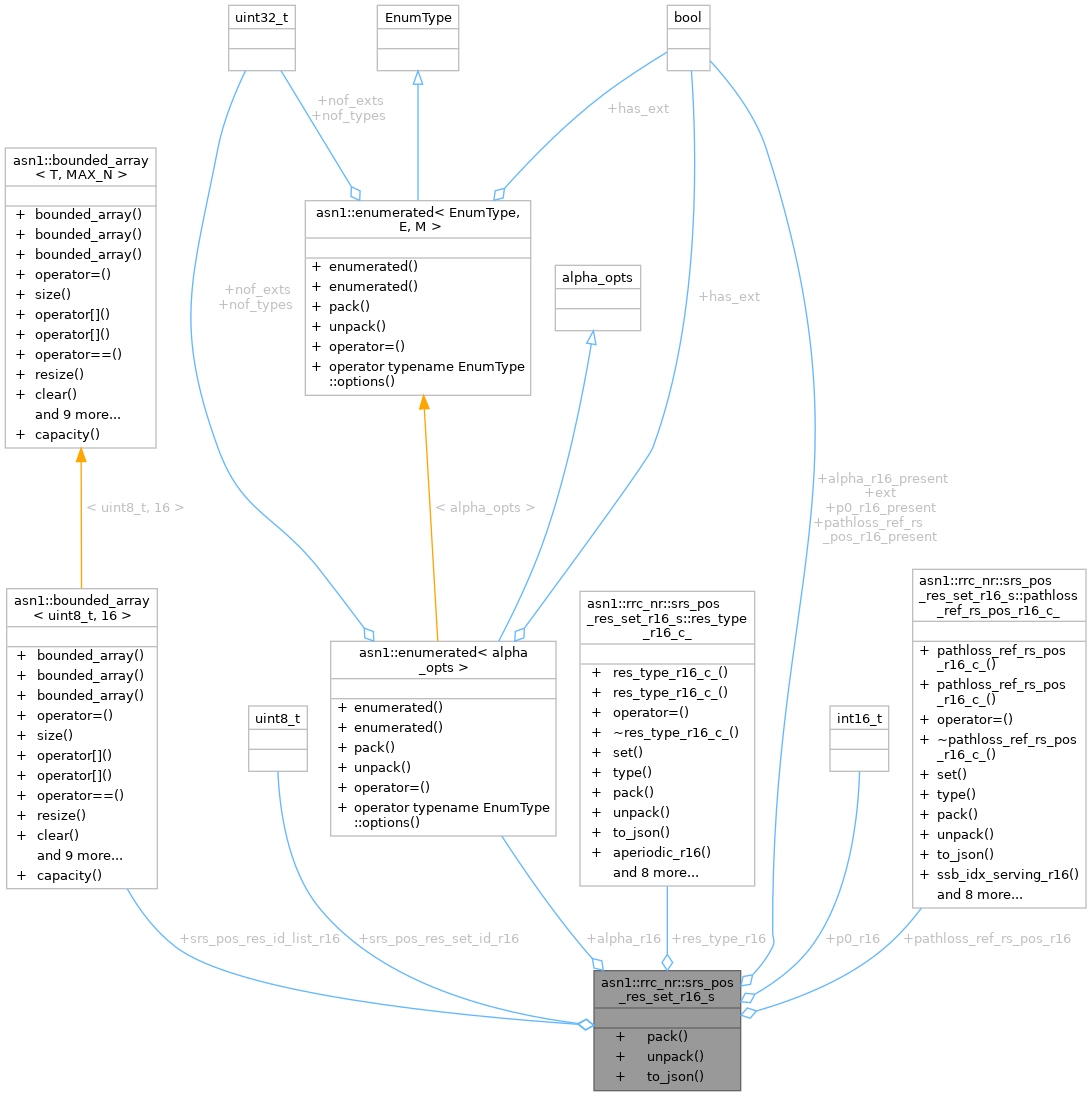 uint32_t
EnumType
bool
+nof_exts
+nof_types
+has_ext
asn1::bounded_array
< T, MAX_N >
+ bounded_array()
+ bounded_array()
+ bounded_array()
+ operator=()
+ size()
+ operator[]()
+ operator[]()
+ operator==()
+ resize()
+ clear()
and 9 more...
+ capacity()
asn1::enumerated< EnumType,
E, M >
+ enumerated()
+ enumerated()
+ pack()
+ unpack()
+ operator=()
+ operator typename EnumType
::options()
alpha_opts
+nof_exts
+nof_types
+has_ext
< uint8_t, 16 >
< alpha_opts >
+alpha_r16_present
+ext
+p0_r16_present
+pathloss_ref_rs
_pos_r16_present
asn1::bounded_array
< uint8_t, 16 >
+ bounded_array()
+ bounded_array()
+ bounded_array()
+ operator=()
+ size()
+ operator[]()
+ operator[]()
+ operator==()
+ resize()
+ clear()
and 9 more...
+ capacity()
uint8_t
asn1::enumerated< alpha
_opts >
+ enumerated()
+ enumerated()
+ pack()
+ unpack()
+ operator=()
+ operator typename EnumType
::options()
asn1::rrc_nr::srs_pos
_res_set_r16_s::res_type
_r16_c_
+ res_type_r16_c_()
+ res_type_r16_c_()
+ operator=()
+ ~res_type_r16_c_()
+ set()
+ type()
+ pack()
+ unpack()
+ to_json()
+ aperiodic_r16()
and 8 more...
int16_t
asn1::rrc_nr::srs_pos
_res_set_r16_s::pathloss
_ref_rs_pos_r16_c_
+ pathloss_ref_rs_pos
_r16_c_()
+ pathloss_ref_rs_pos
_r16_c_()
+ operator=()
+ ~pathloss_ref_rs_pos
_r16_c_()
+ set()
+ type()
+ pack()
+ unpack()
+ to_json()
+ ssb_idx_serving_r16()
and 8 more...
+srs_pos_res_id_list_r16
+srs_pos_res_set_id_r16
+alpha_r16
+res_type_r16
+p0_r16
+pathloss_ref_rs_pos_r16
asn1::rrc_nr::srs_pos
_res_set_r16_s
+ pack()
+ unpack()
+ to_json()